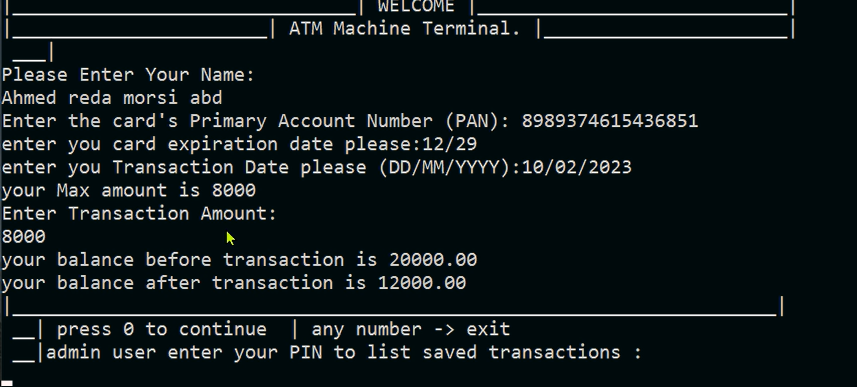 |________________________________| WELCOME |_____________________________|
|________________________| ATM Machine Terminal. |_______________________|
 ___|
Please Enter Your Name:
Ahmed reda morsi abd
Enter the card's Primary Account Number (PAN): 8989374615436851
enter you card expiration date please:12/29
enter you Transaction Date please (DD/MM/YYYY):10/02/2023
your Max amount is 8000
Enter Transaction Amount:
8000
your balance before transaction is 20000.00
your balance after transaction is 12000.00
|______________________________________________________________________|
 __| press 0 to continue  | any number -> exit
 __|admin user enter your PIN to list saved transactions :